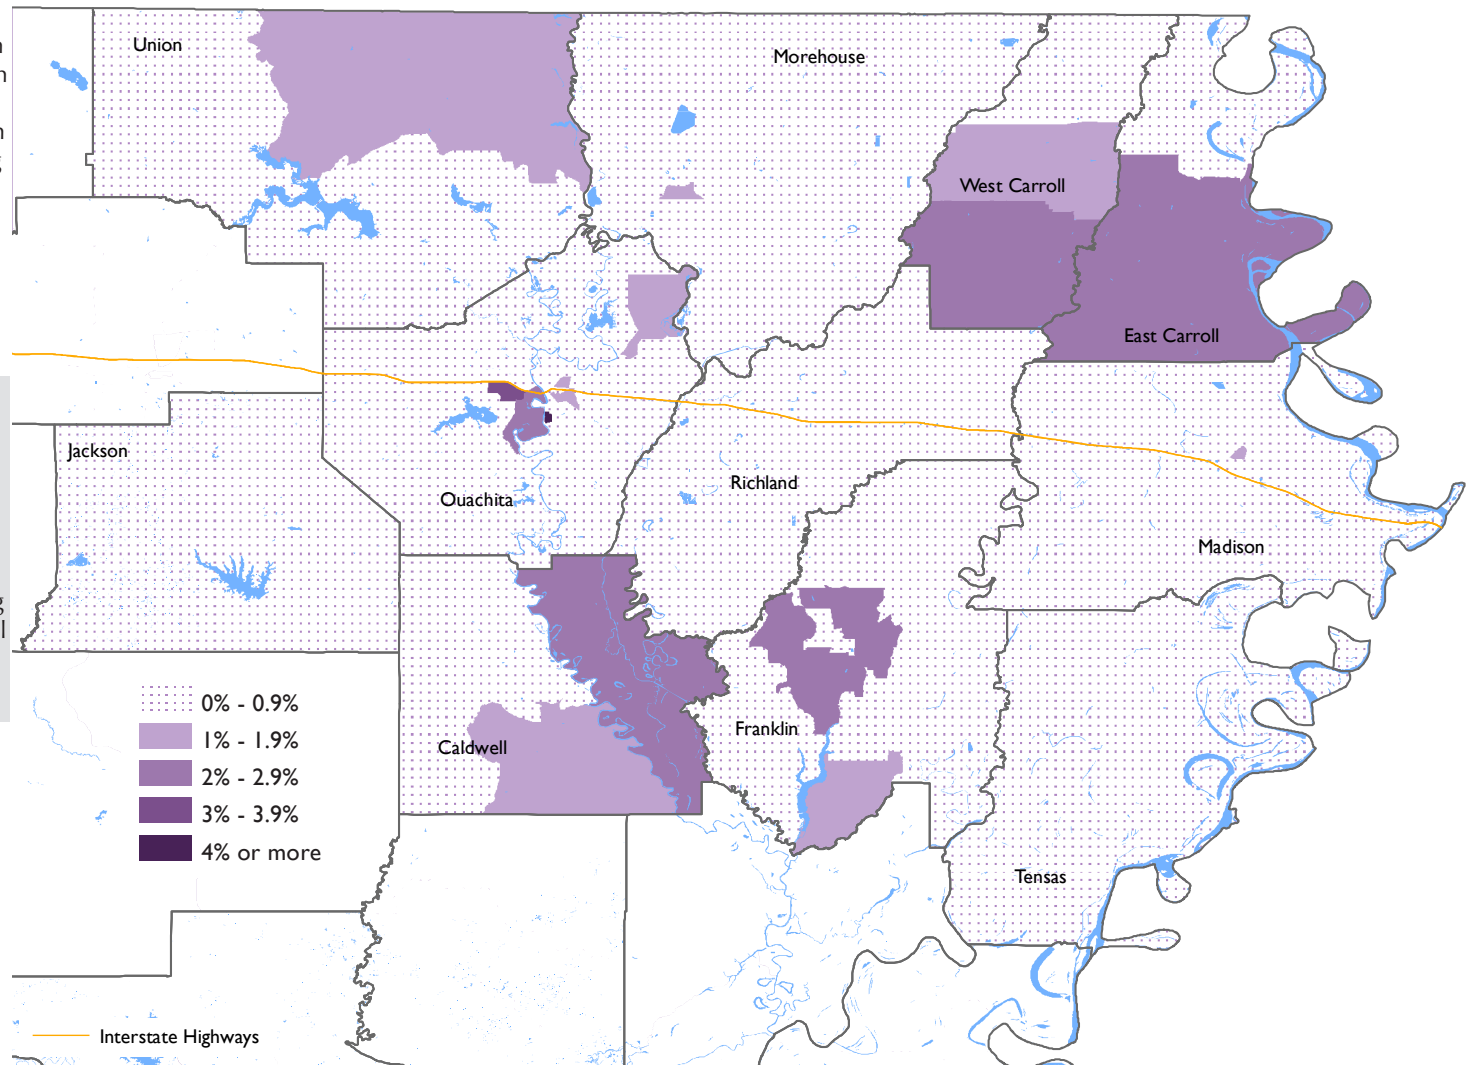 Union
Morehouse
West Carroll
East Carroll
Jackson
Ouachita
Richland
Madison
Franklin
Caldwell
Tensas
0% - 0.9%
1% - 1.9%
2% - 2.9%
3% - 3.9%
4% or more
Interstate Highways